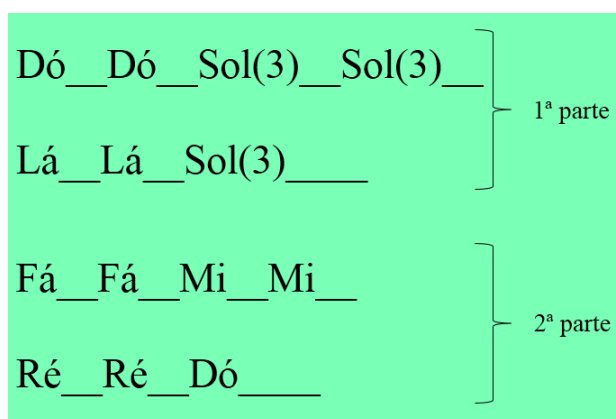 Dó__Dó__Sol(3)__Sol(3)__
Lá__Lá__Sol(3)____
1ª parte
Fá__Fá__Mi__Mi__
Ré__Ré__Dó____
2ª parte